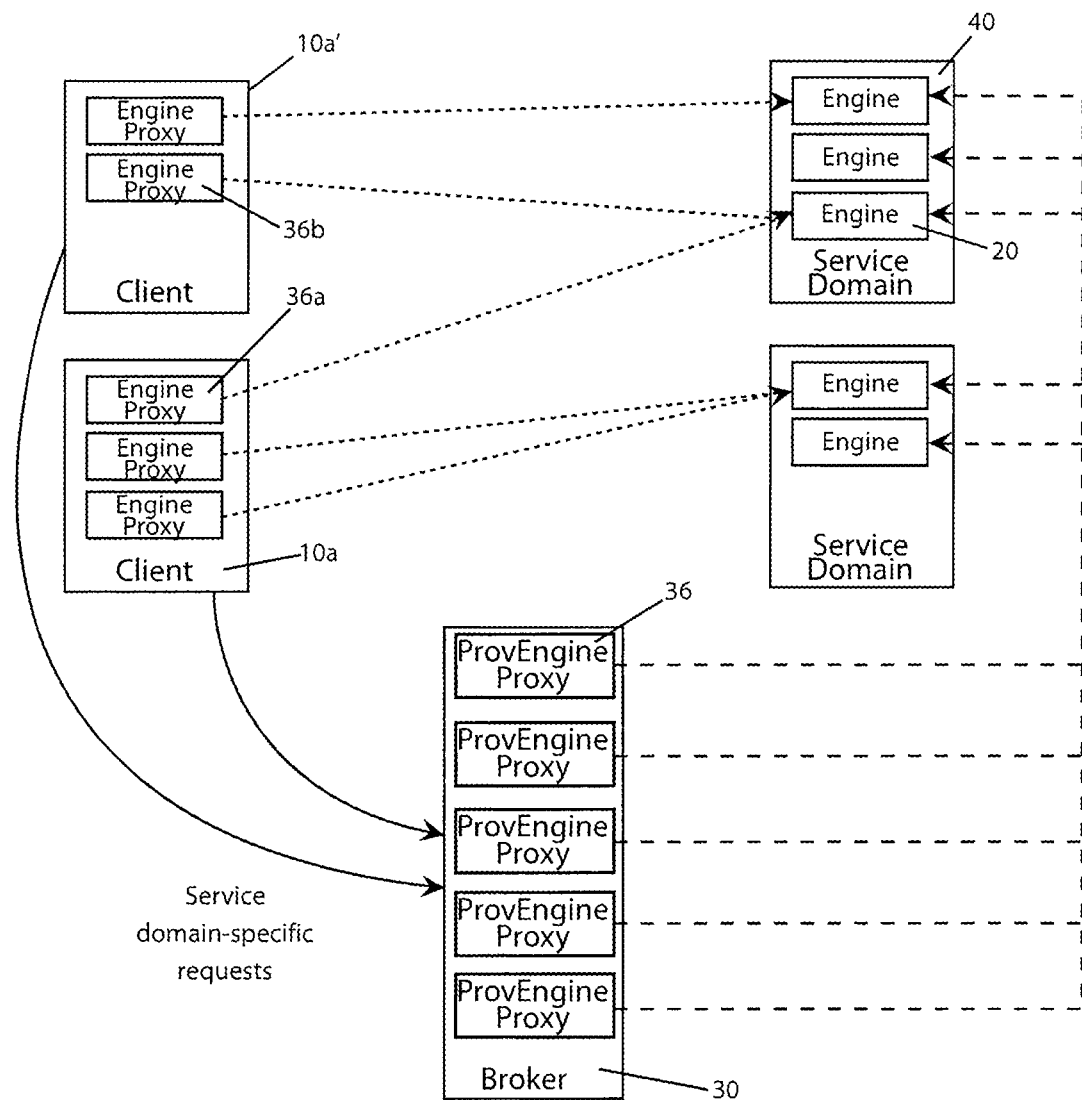 10a'
Engine
Proxy
Engine
Proxy
36b
Client
36a
Engine
Proxy
Engine
Proxy
Engine
Proxy
Client
10a
40
Engine
Engine
Engine
20
Service
Domain
Engine
Engine
Service
Domain
36
ProvEngine
Proxy
ProvEngine
Proxy
ProvEngine
Proxy
ProvEngine
Proxy
ProvEngine
Proxy
Broker
30
Service
domain-specific
requests